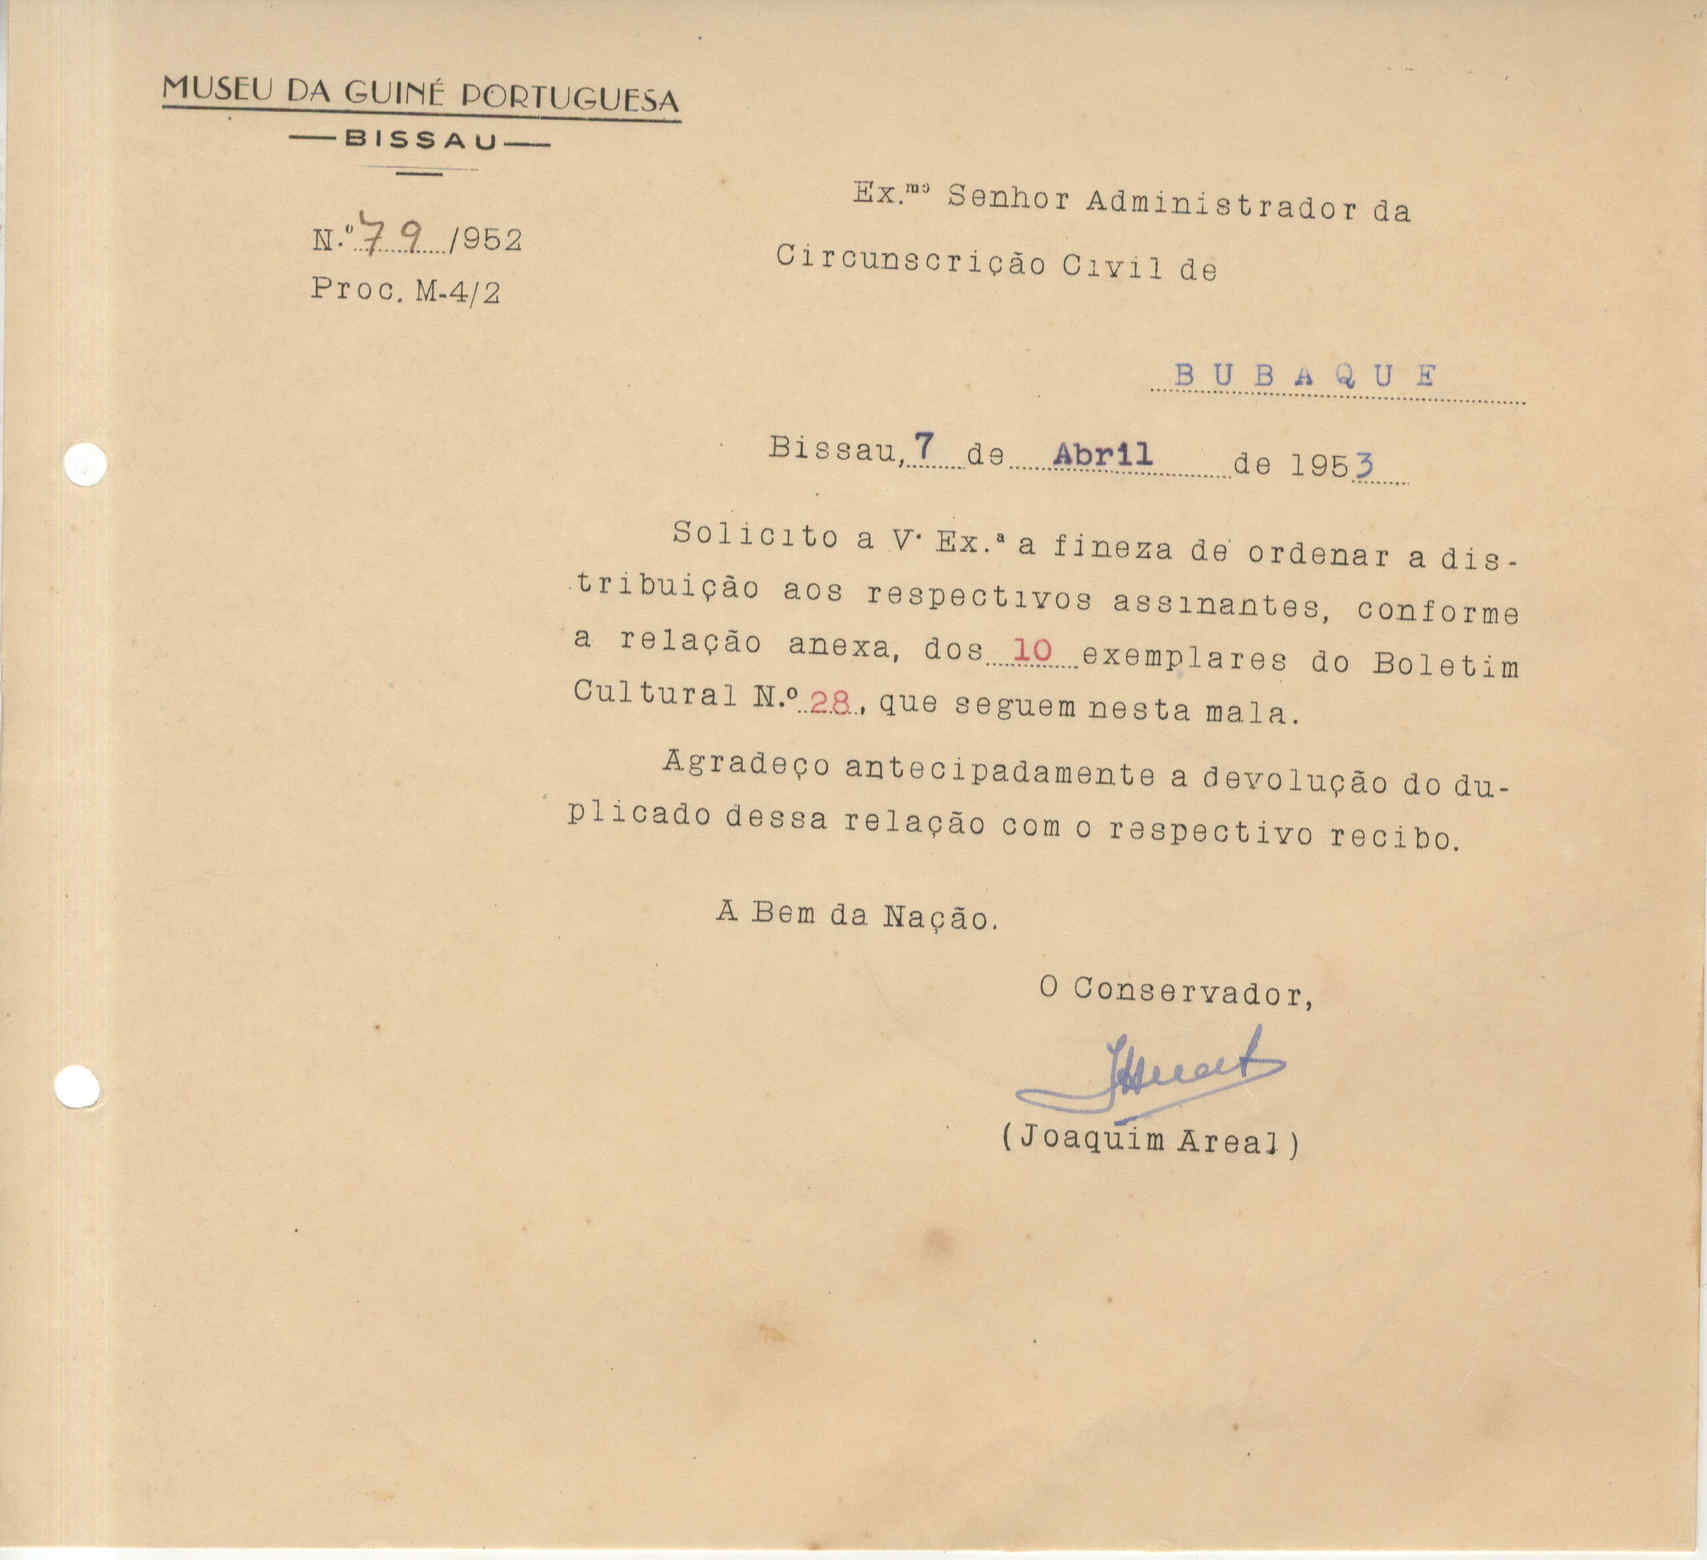 MUSEU DA GUINÉ PORTUGUESA
BISSAU
N.º 79 /952
Proc. M-4/2
Ex.mo Senhor Administrador da
Circunscrição Civil de
BUBAQUE
Bissau, 7 de Abril de 1953
Solicito a V. Ex.ª a fineza de ordenar a dis-
tribuição aos respectivos assinantes, conforme
a relação anexa, dos 10 exemplares do Boletim
Cultural N.º 28, que seguem nesta mala.
Agradeço antecipadamente a devolução do du-
plicado dessa relação com o respectivo recibo.
A Bem da Nação.
O Conservador,
(Joaquim Areal)